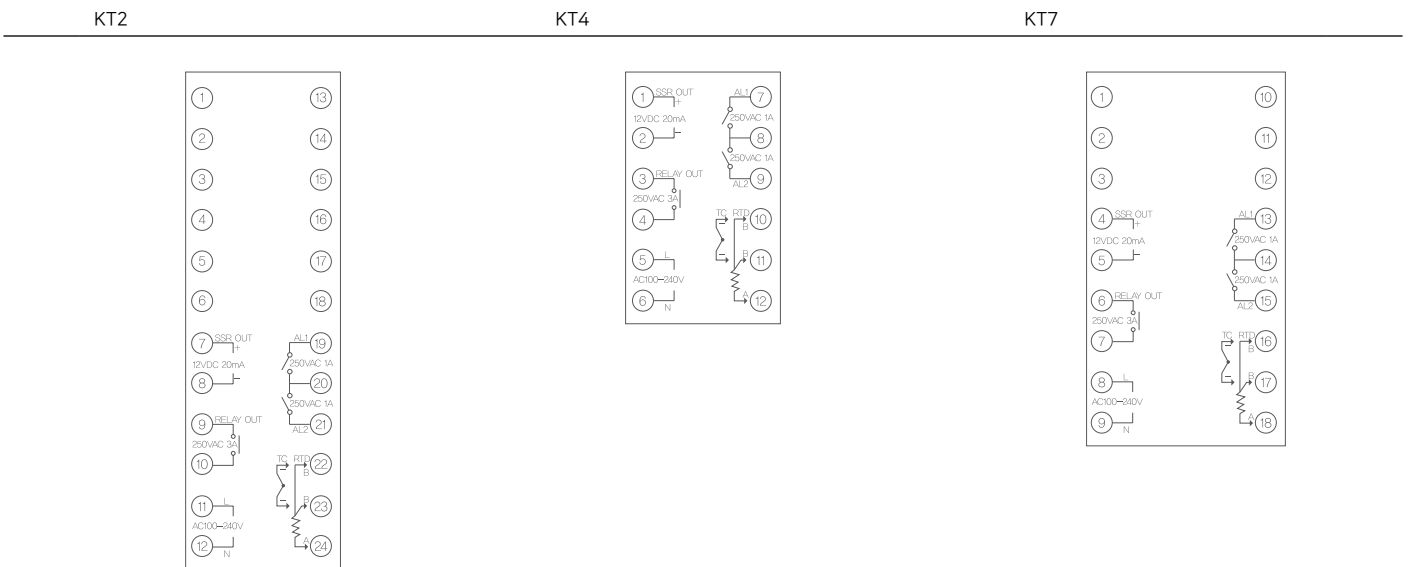 KT2 KT4 KT7
1 13
2 14
3 15
4 16
5 17
6 18
7 SSR OUT + AL1 19
12VDC 20mA 250VAC 1A
8 − 20
250VAC 1A
9 RELAY OUT AL2 21
250VAC 3A
10 TC RTD − B 22
11 L − B 23
AC100−240V
12 N A 24
1 SSR OUT + AL1 7
12VDC 20mA 250VAC 1A
2 − 8
250VAC 1A
3 RELAY OUT AL2 9
250VAC 3A
4 TC RTD − B 10
5 L − B 11
AC100−240V
6 N A 12
1 10
2 11
3 12
4 SSR OUT + AL1 13
12VDC 20mA 250VAC 1A
5 − 14
250VAC 1A
6 RELAY OUT AL2 15
250VAC 3A
7 TC RTD − B 16
8 L − B 17
AC100−240V
9 N A 18